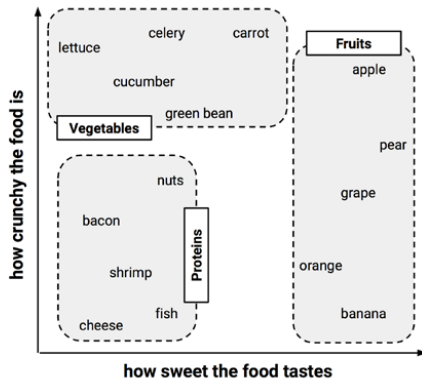 how crunchy the food is
lettuce
celery
carrot
cucumber
green bean
Vegetables
Fruits
apple
pear
grape
orange
banana
nuts
bacon
shrimp
fish
cheese
Proteins
how sweet the food tastes